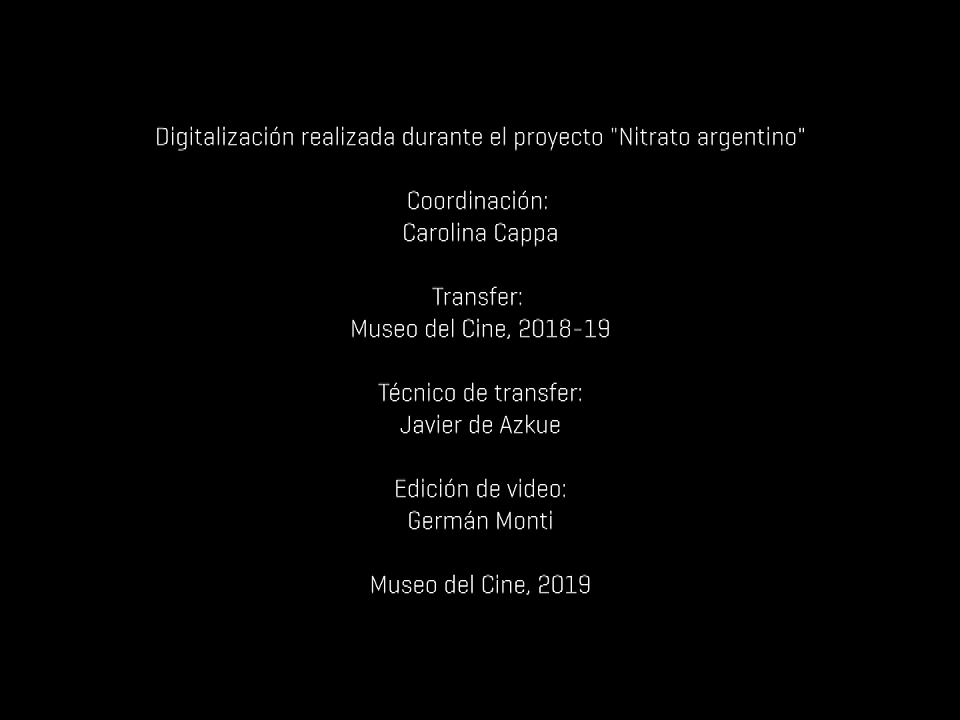 Digitalización realizada durante el proyecto "Nitrato argentino"
Coordinación:
Carolina Cappa
Transfer:
Museo del Cine, 2018-19
Técnico de transfer:
Javier de Azkue
Edición de video:
Germán Monti
Museo del Cine, 2019